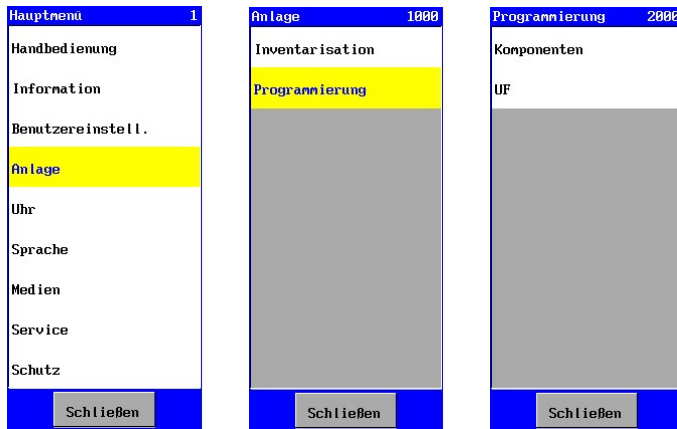 Hauptmenü 1
Handbedienung
Information
Benutzereinstell.
Anlage
Uhr
Sprache
Medien
Service
Schutz
Schließen
Anlage 1000
Inventarisation
Programmierung
Schließen
Programmierung 2000
Komponenten
UF
Schließen